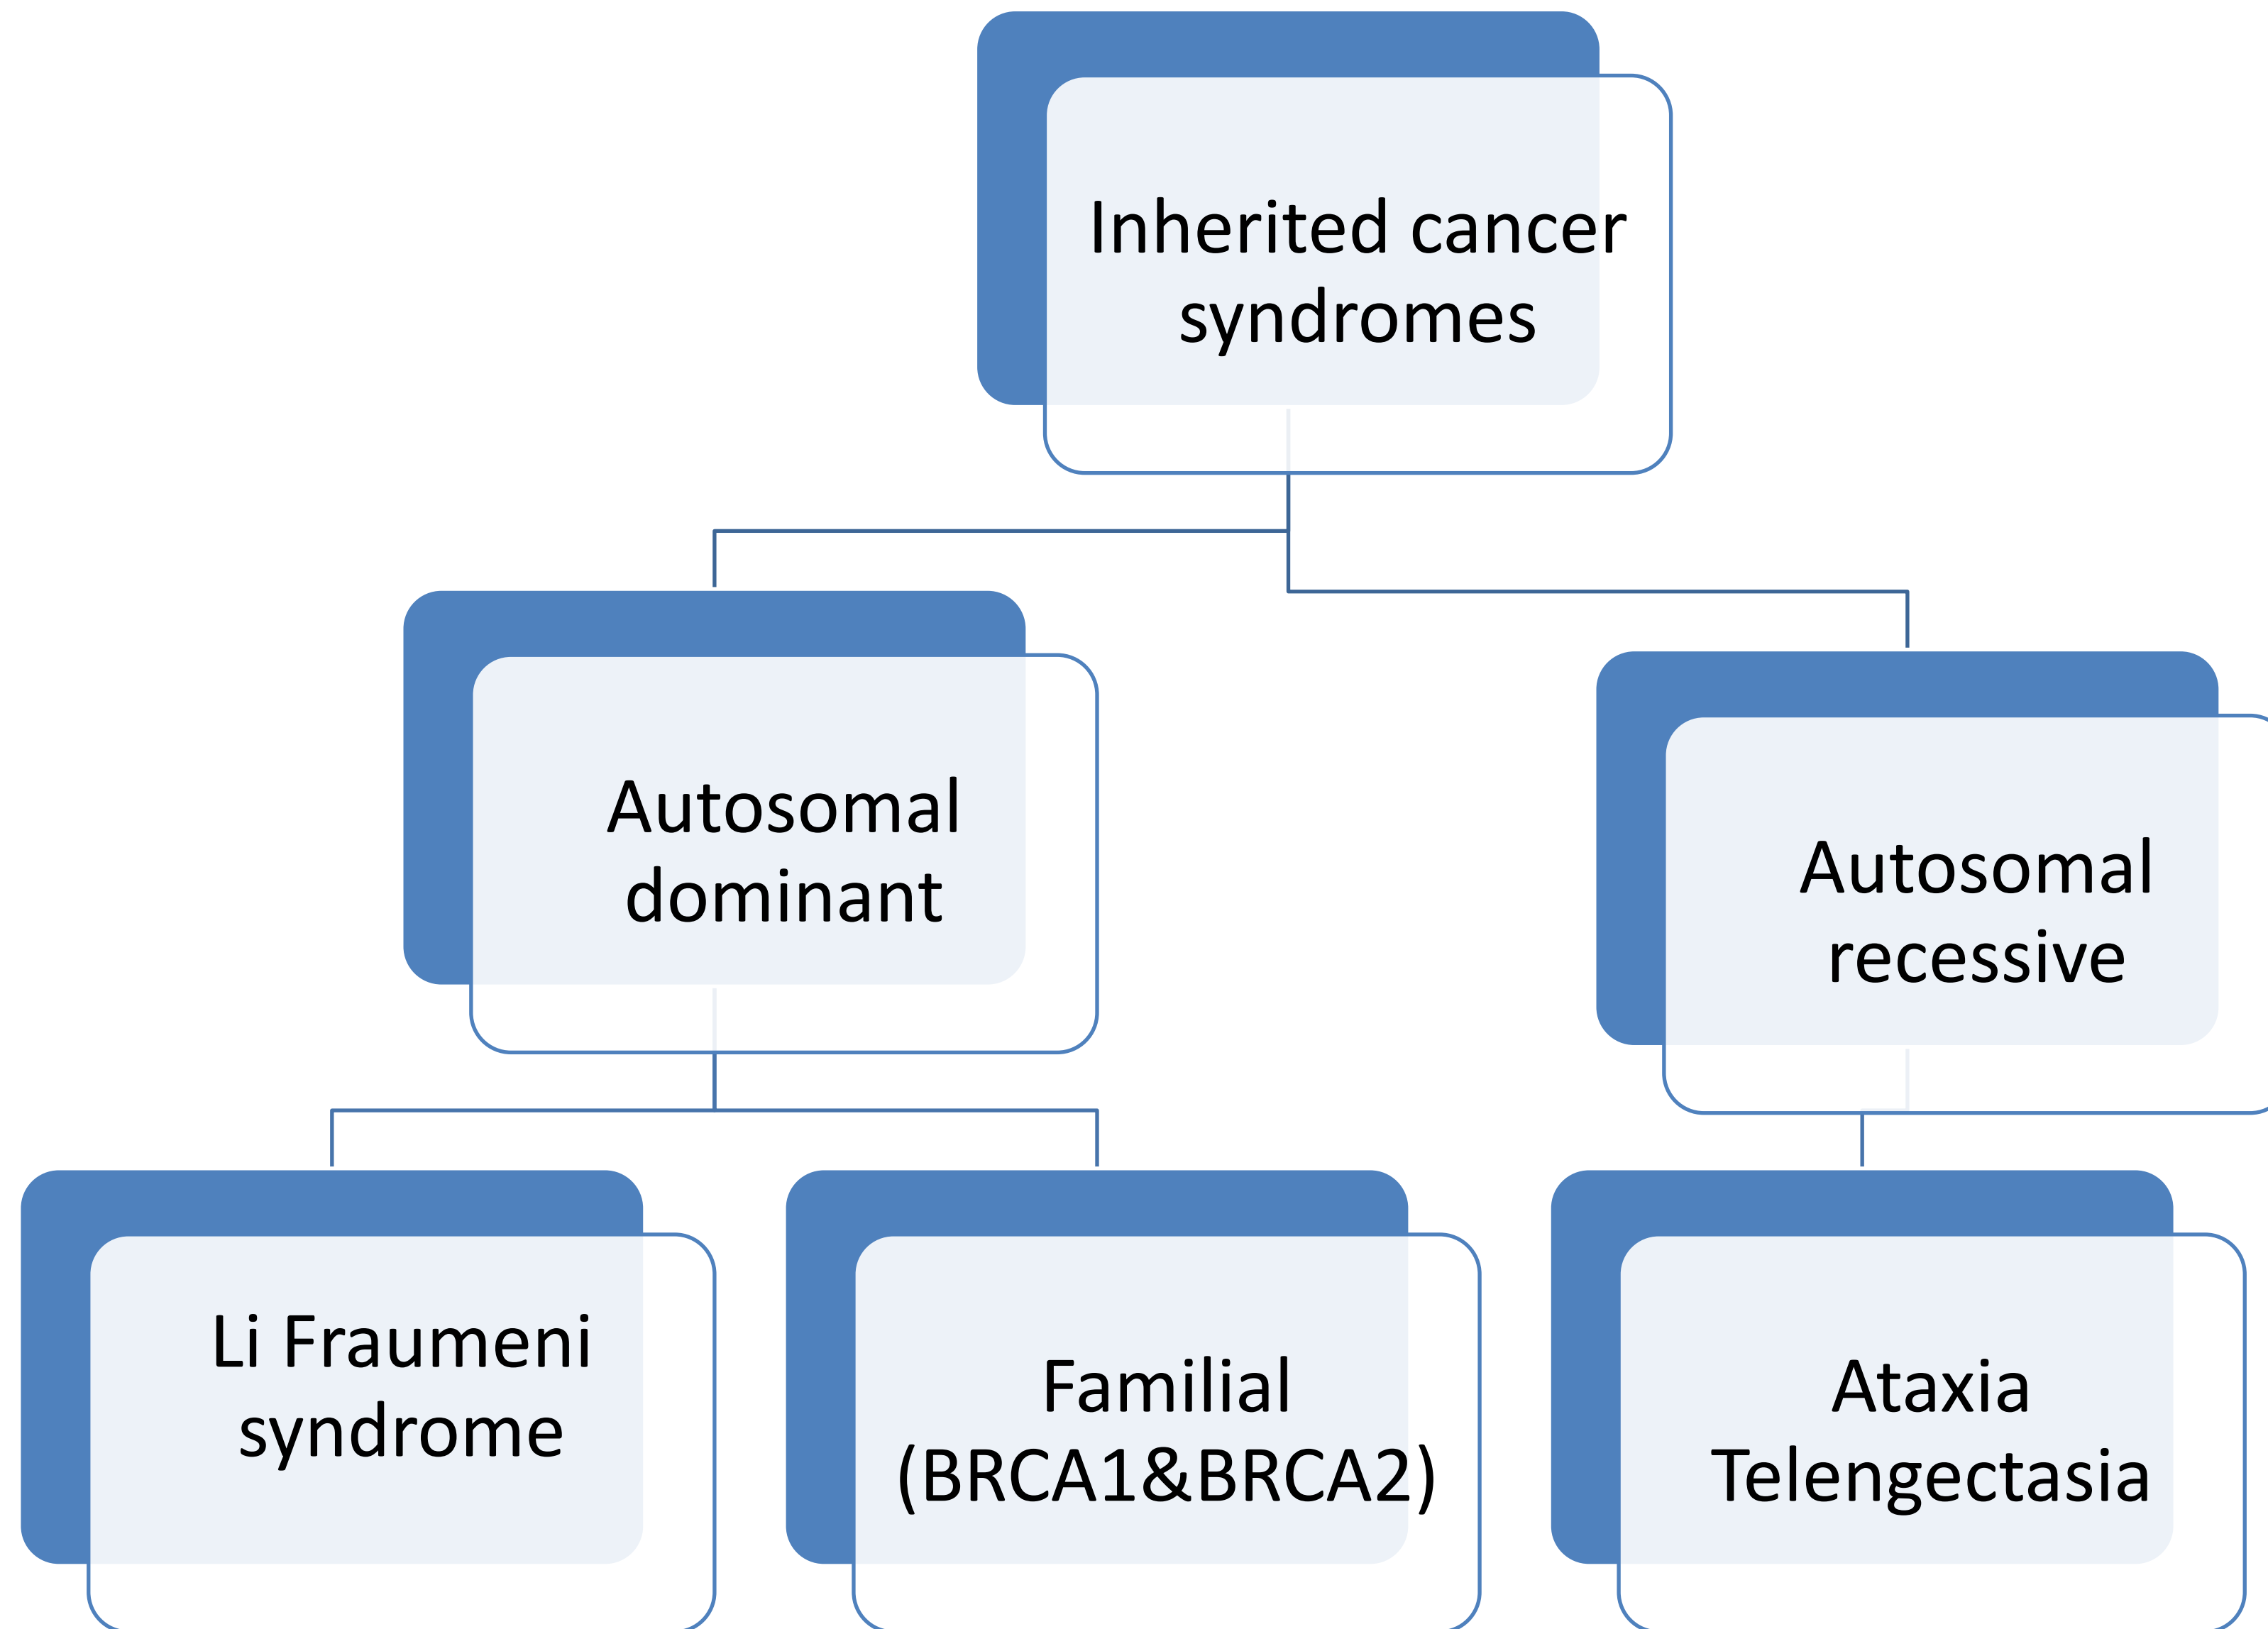 Inherited cancer
syndromes
Autosomal
dominant
Autosomal
recessive
Li Fraumeni
syndrome
Familial
(BRCA1&BRCA2)
Ataxia
Telengectasia